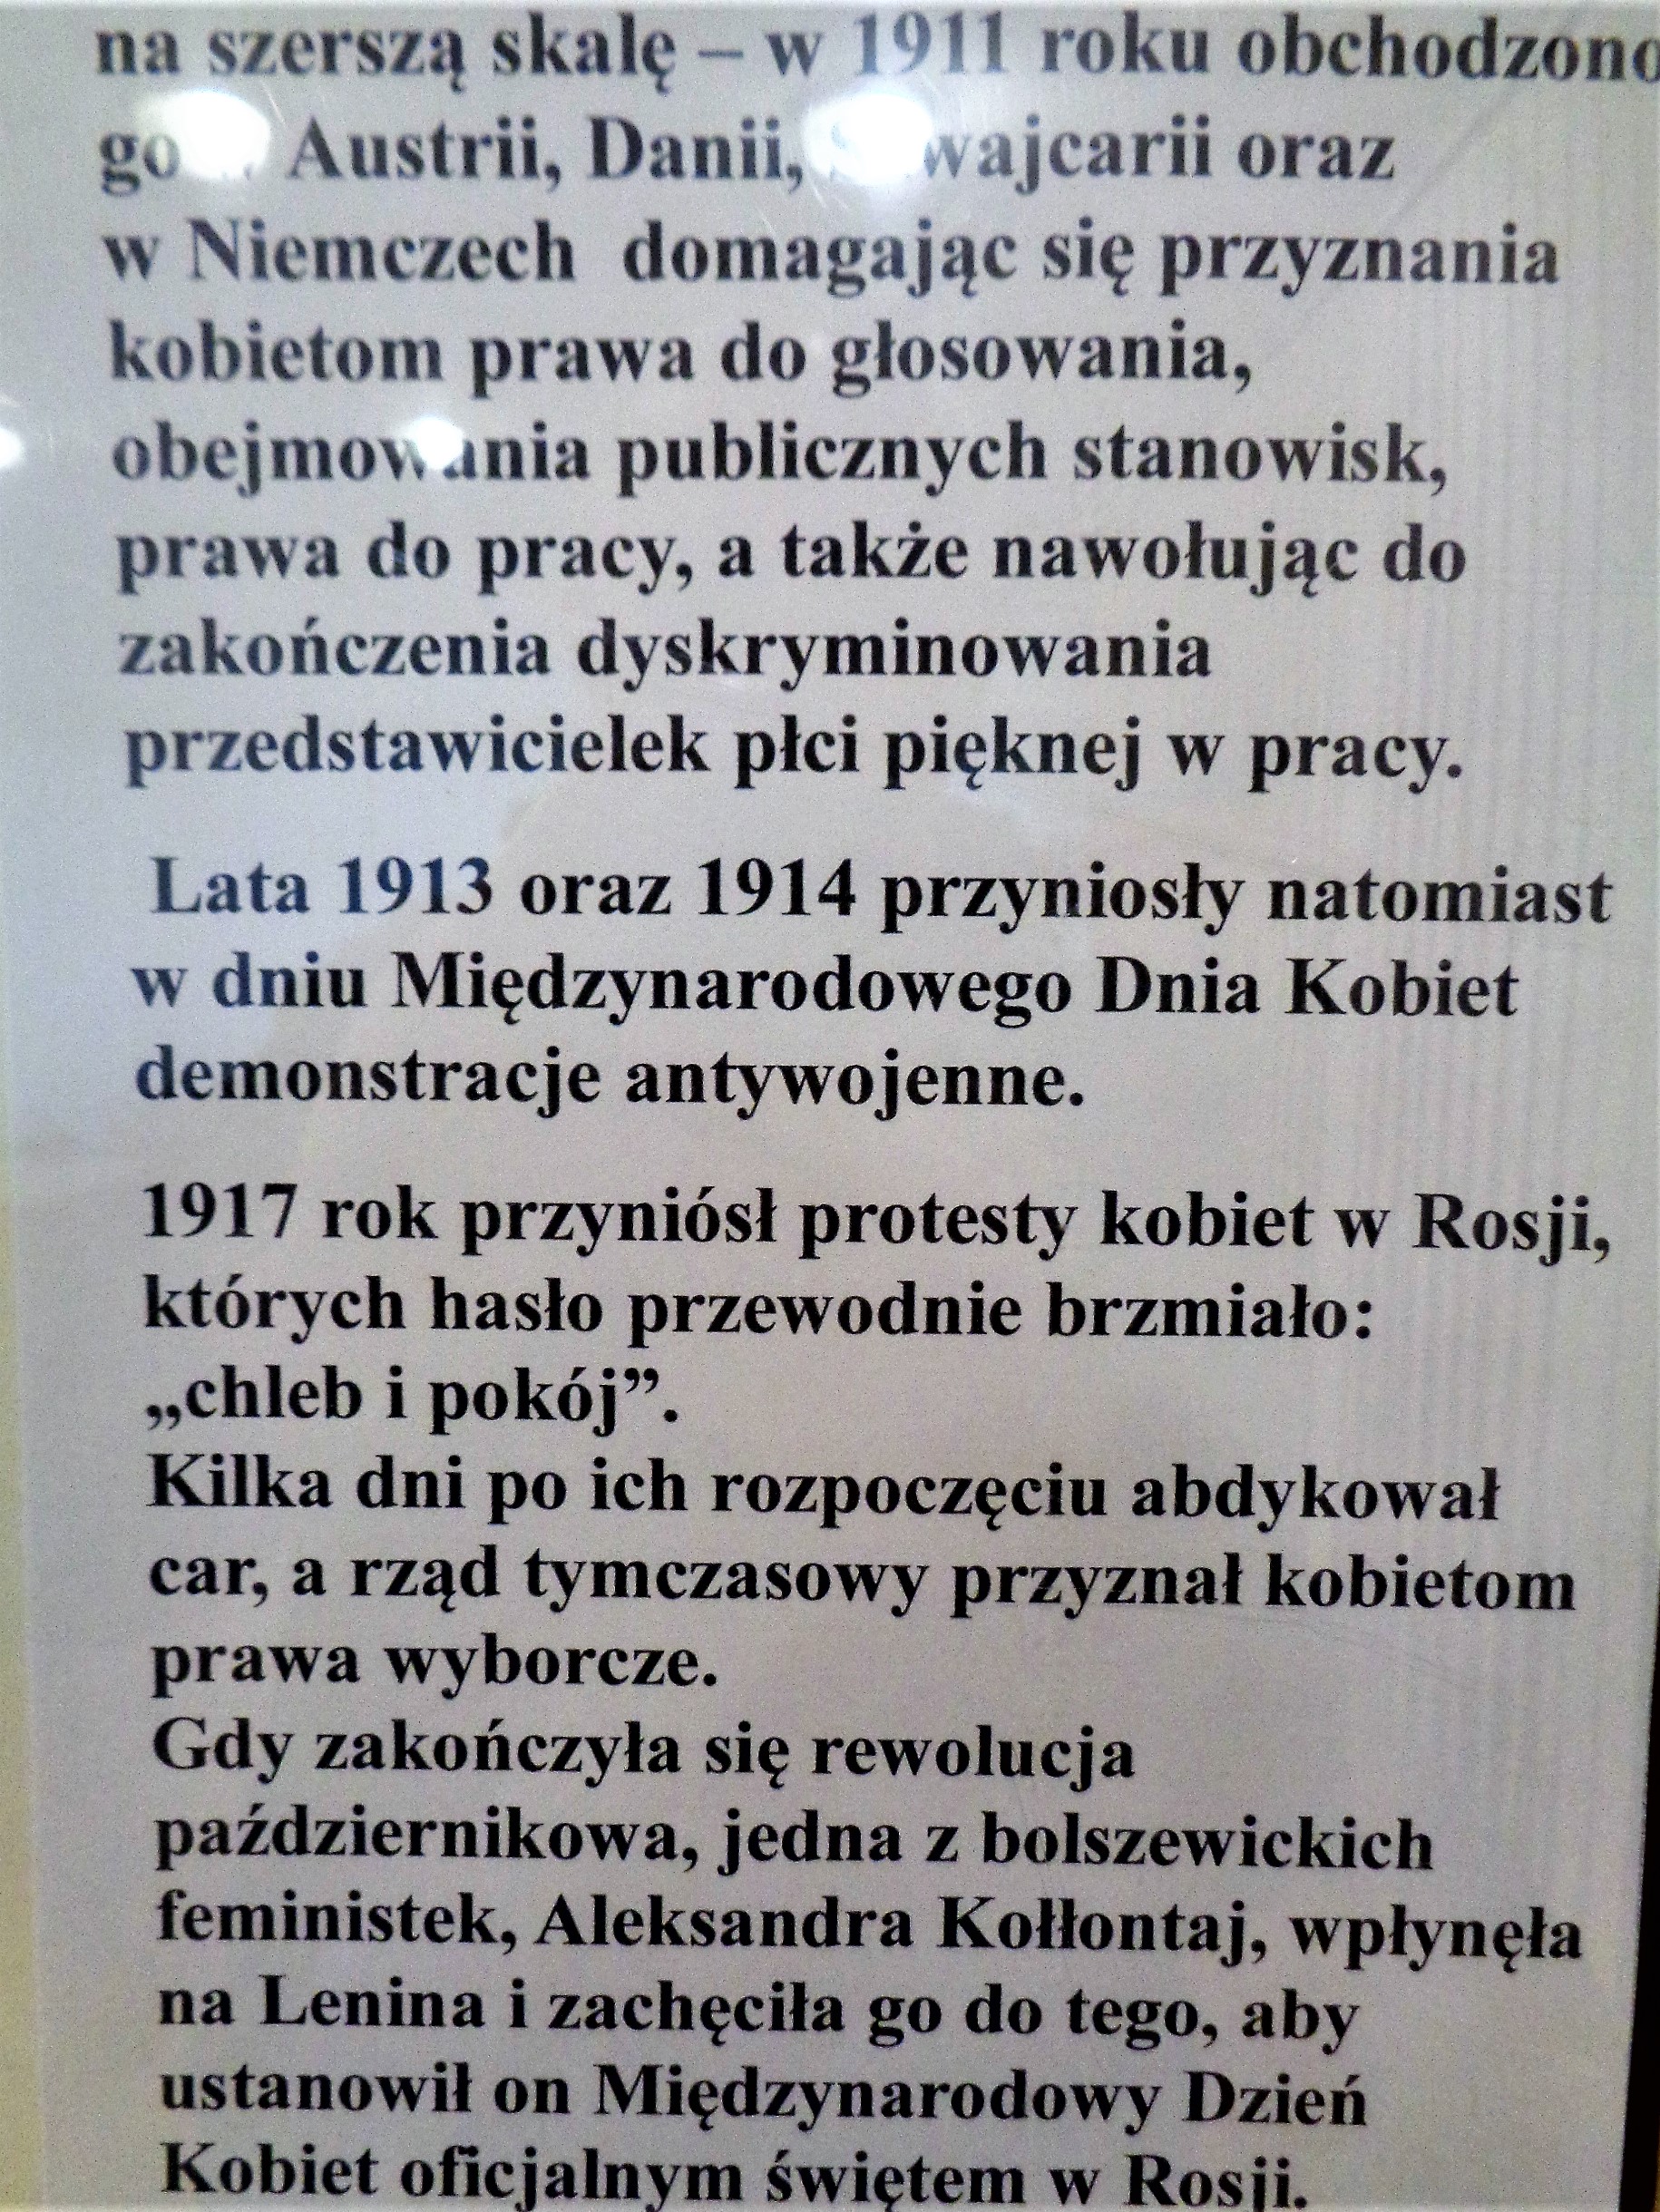 na szerszą skalę – w 1911 roku obchodzono
go Austrii, Danii, Szwajcarii oraz
w Niemczech domagając się przyznania
kobietom prawa do głosowania,
obejmowania publicznych stanowisk,
prawa do pracy, a także nawołując do
zakończenia dyskryminowania
przedstawicielek płci pięknej w pracy.
Lata 1913 oraz 1914 przyniosły natomiast
w dniu Międzynarodowego Dnia Kobiet
demonstracje antywojenne.
1917 rok przyniósł protesty kobiet w Rosji,
których hasło przewodnie brzmiało:
„chleb i pokój”.
Kilka dni po ich rozpoczęciu abdykował
car, a rząd tymczasowy przyznał kobietom
prawa wyborcze.
Gdy zakończyła się rewolucja
październikowa, jedna z bolszewickich
feministek, Aleksandra Kołłontaj, wpłynęła
na Lenina i zachęciła go do tego, aby
ustanowił on Międzynarodowy Dzień
Kobiet oficjalnym świętem w Rosji.